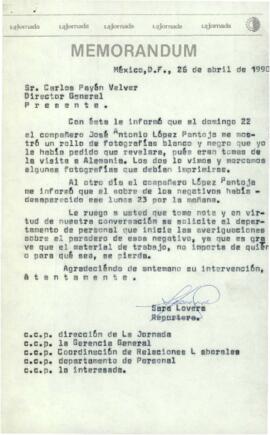 LaJornada LaJornada LaJornada LaJornada LaJornada
MEMORANDUM
México,D.F., 26 de abril de 1990
Sr. Carlos Payán Velver
Director General
P r e s e n t e .
Con ésta le informó que el domingo 22
el compañero José Antonio López Pantoja me mos-
tró un rollo de fotografías blanco y negro que yo
le había pedido que revelara, pués eran tomas de
la visita a Alemania. Los dos lo vimos y marcamos
algunas fotografías que debían imprimirse.
Al otro día el compañero López Pantoja
me informó que el sobre de los negativos había -
desaparecido ese lunes 23 por la mañana.
Le ruego a usted que tome nota y en vir-
tud de nuestra conversación se solicite al depar-
tamento de personal que inicie las averiguaciones
sobre el paradero de ese negativo, ya que es gra
ve que el material de trabajo, no importa de quién
o para qué sea, se pierda.
Agradeciéndo de antemano su intervención,
a t e n t a m e n t e .
Sara Lovera
Reportera.
c.c.p. dirección de La Jornada
c.c.p. la Gerencia General
c.c.p. Coordinación de Relaciones Laborales
c.c.p. departamento de Personal
c.c.p. la interesada.